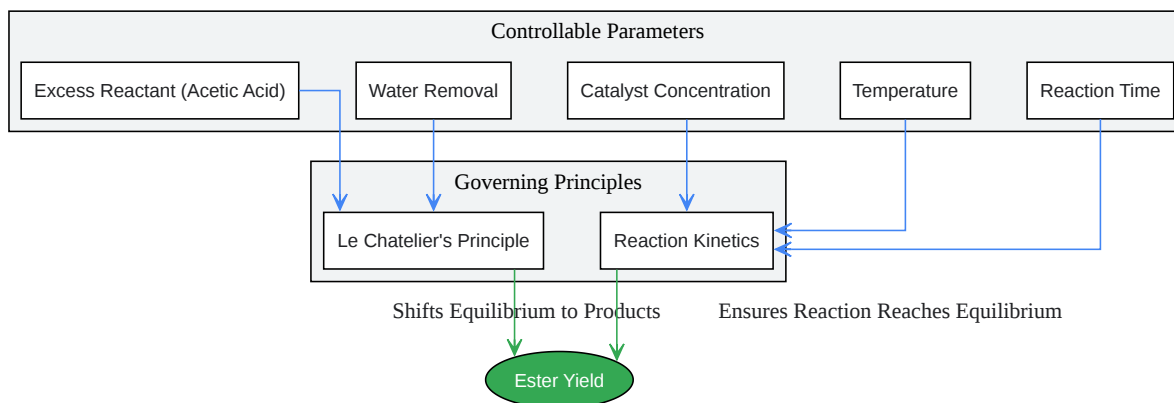 Controllable Parameters
Excess Reactant (Acetic Acid)
Water Removal
Catalyst Concentration
Temperature
Reaction Time
Governing Principles
Le Chatelier's Principle
Reaction Kinetics
Shifts Equilibrium to Products
Ensures Reaction Reaches Equilibrium
Ester Yield